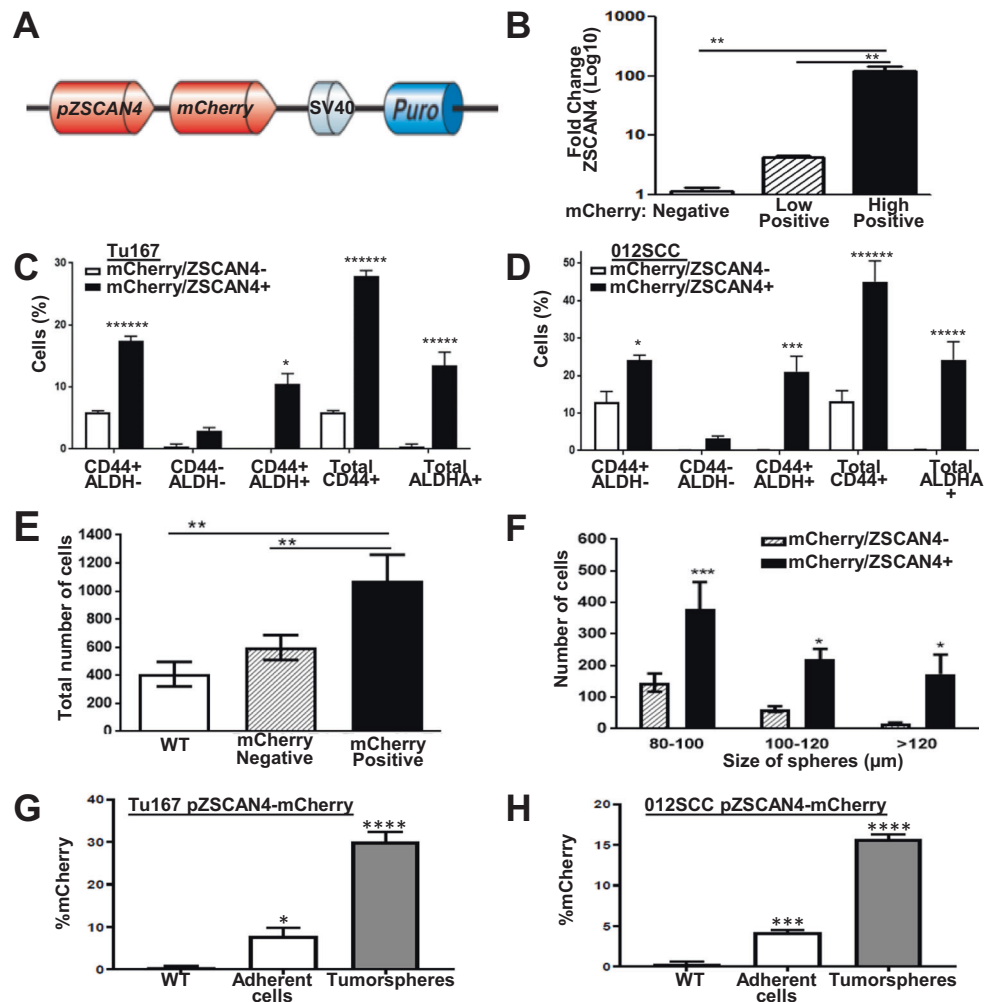 A
pZSCAN4 mCherry SV40 Puro
B
Fold Change
ZSCAN4 (Log10)
1000
100
10
1
**
**
mCherry: Negative Low Positive High Positive
C
Tu167
mCherry/ZSCAN4-
mCherry/ZSCAN4+
Cells (%)
30
20
10
0
******
*
******
*****
CD44+ ALDH-
CD44- ALDH-
CD44+ ALDH+
Total CD44+
Total ALDHA+
D
012SCC
mCherry/ZSCAN4-
mCherry/ZSCAN4+
Cells (%)
60
50
40
30
20
10
0
*
***
******
*****
CD44+ ALDH-
CD44- ALDH-
CD44+ ALDH+
Total CD44+
Total ALDHA +
E
Total number of cells
1400
1200
1000
800
600
400
200
0
**
**
WT
mCherry Negative
mCherry Positive
F
mCherry/ZSCAN4-
mCherry/ZSCAN4+
Number of cells
600
500
400
300
200
100
0
***
*
*
80-100
100-120
>120
Size of spheres (µm)
G
Tu167 pZSCAN4-mCherry
%mCherry
40
30
20
10
0
*
****
WT
Adherent cells
Tumorspheres
H
012SCC pZSCAN4-mCherry
%mCherry
20
15
10
5
0
***
****
WT
Adherent cells
Tumorspheres